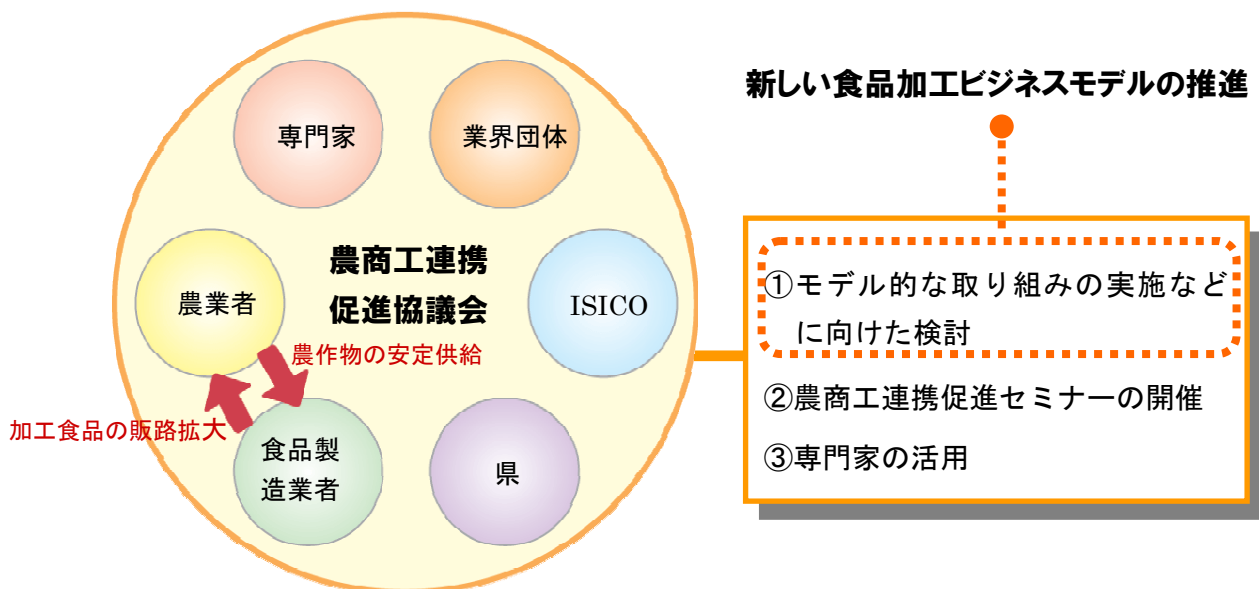 専門家
業界団体
農業者
農商工連携
促進協議会
ISICO
農作物の安定供給
加工食品の販路拡大
食品製
造業者
県
新しい食品加工ビジネスモデルの推進
①モデル的な取り組みの実施など
に向けた検討
②農商工連携促進セミナーの開催
③専門家の活用